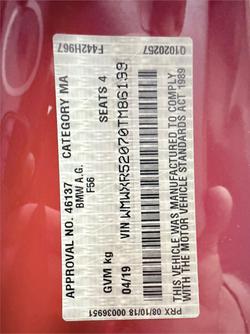 F442H967 01020257
APPROVAL NO. 46137 CATEGORY MA
BMW A.G.
F56 SEATS 4
GVM kg
04/19 VIN WMWXR52070TM86199
THIS VEHICLE WAS MANUFACTURED TO COMPLY
WITH THE MOTOR VEHICLE STANDARDS ACT 1989
PRX 08/10/18 00036951